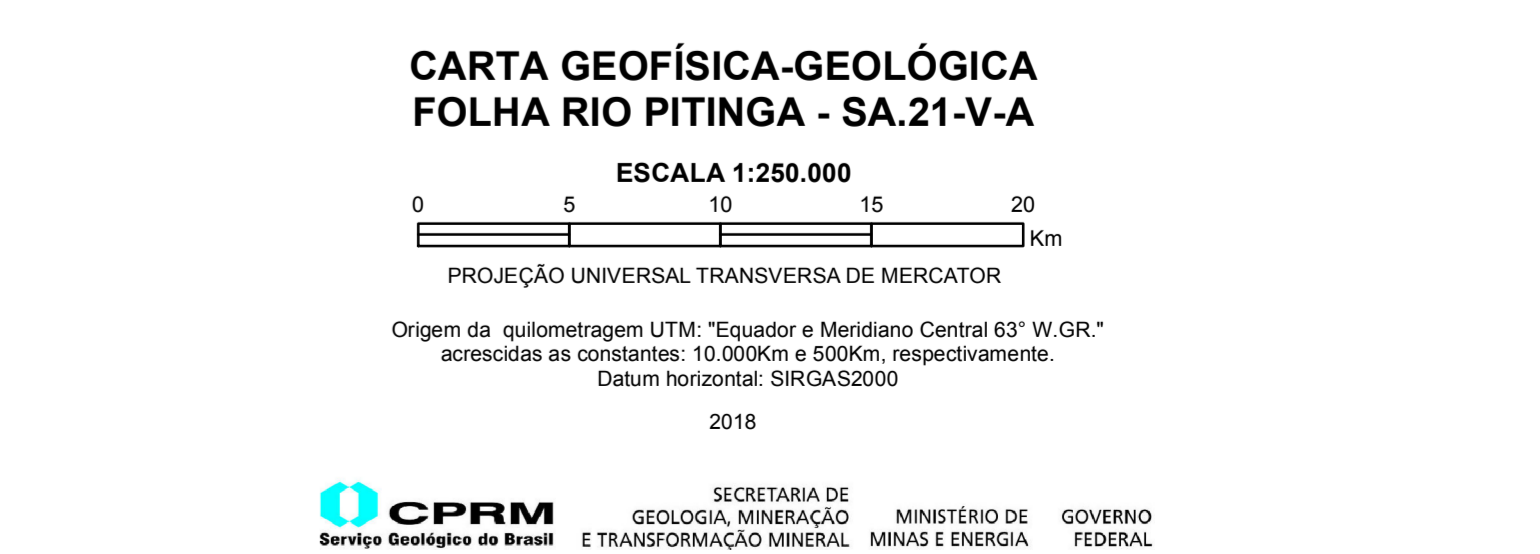 CARTA GEOFÍSICA-GEOLÓGICA
FOLHA RIO PITINGA - SA.21-V-A
ESCALA 1:250.000
0 5 10 15 20
Km
PROJEÇÃO UNIVERSAL TRANSVERSA DE MERCATOR
Origem da quilometragem UTM: "Equador e Meridiano Central 63° W.GR."
acrescidas as constantes: 10.000Km e 500Km, respectivamente.
Datum horizontal: SIRGAS2000
2018
CPRM
Serviço Geológico do Brasil
SECRETARIA DE
GEOLOGIA, MINERAÇÃO
E TRANSFORMAÇÃO MINERAL
MINISTÉRIO DE
MINAS E ENERGIA
GOVERNO
FEDERAL